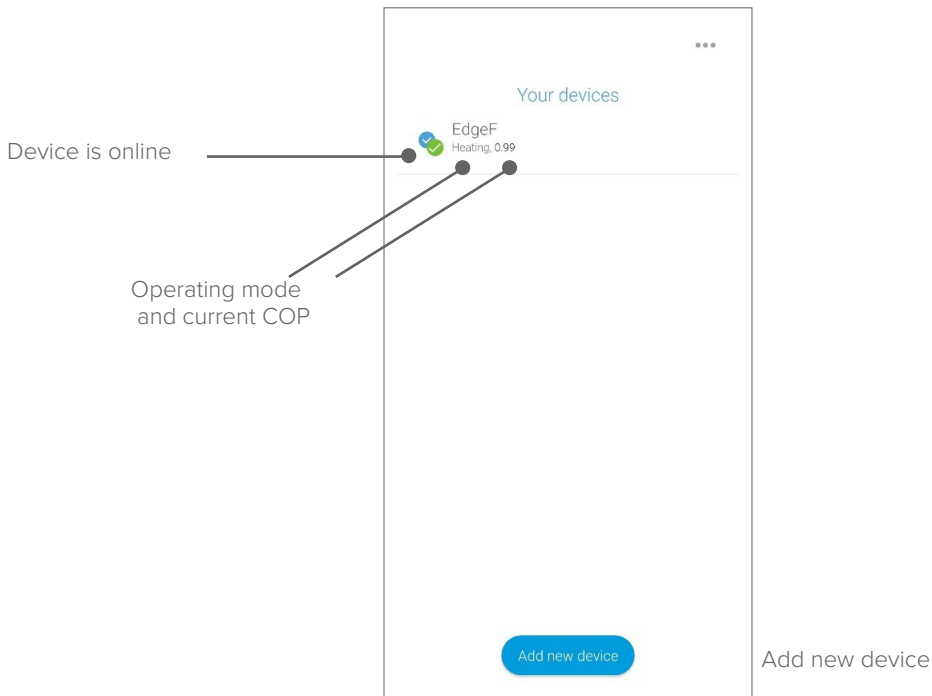 Your devices
EdgeF
Device is online
Heating, 0.99
Operating mode
and current COP
Add new device
Add new device